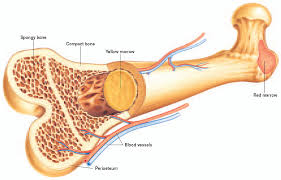 Spongy bone
Compact bone
Yellow marrow
Red marrow
Blood vessels
Periosteum